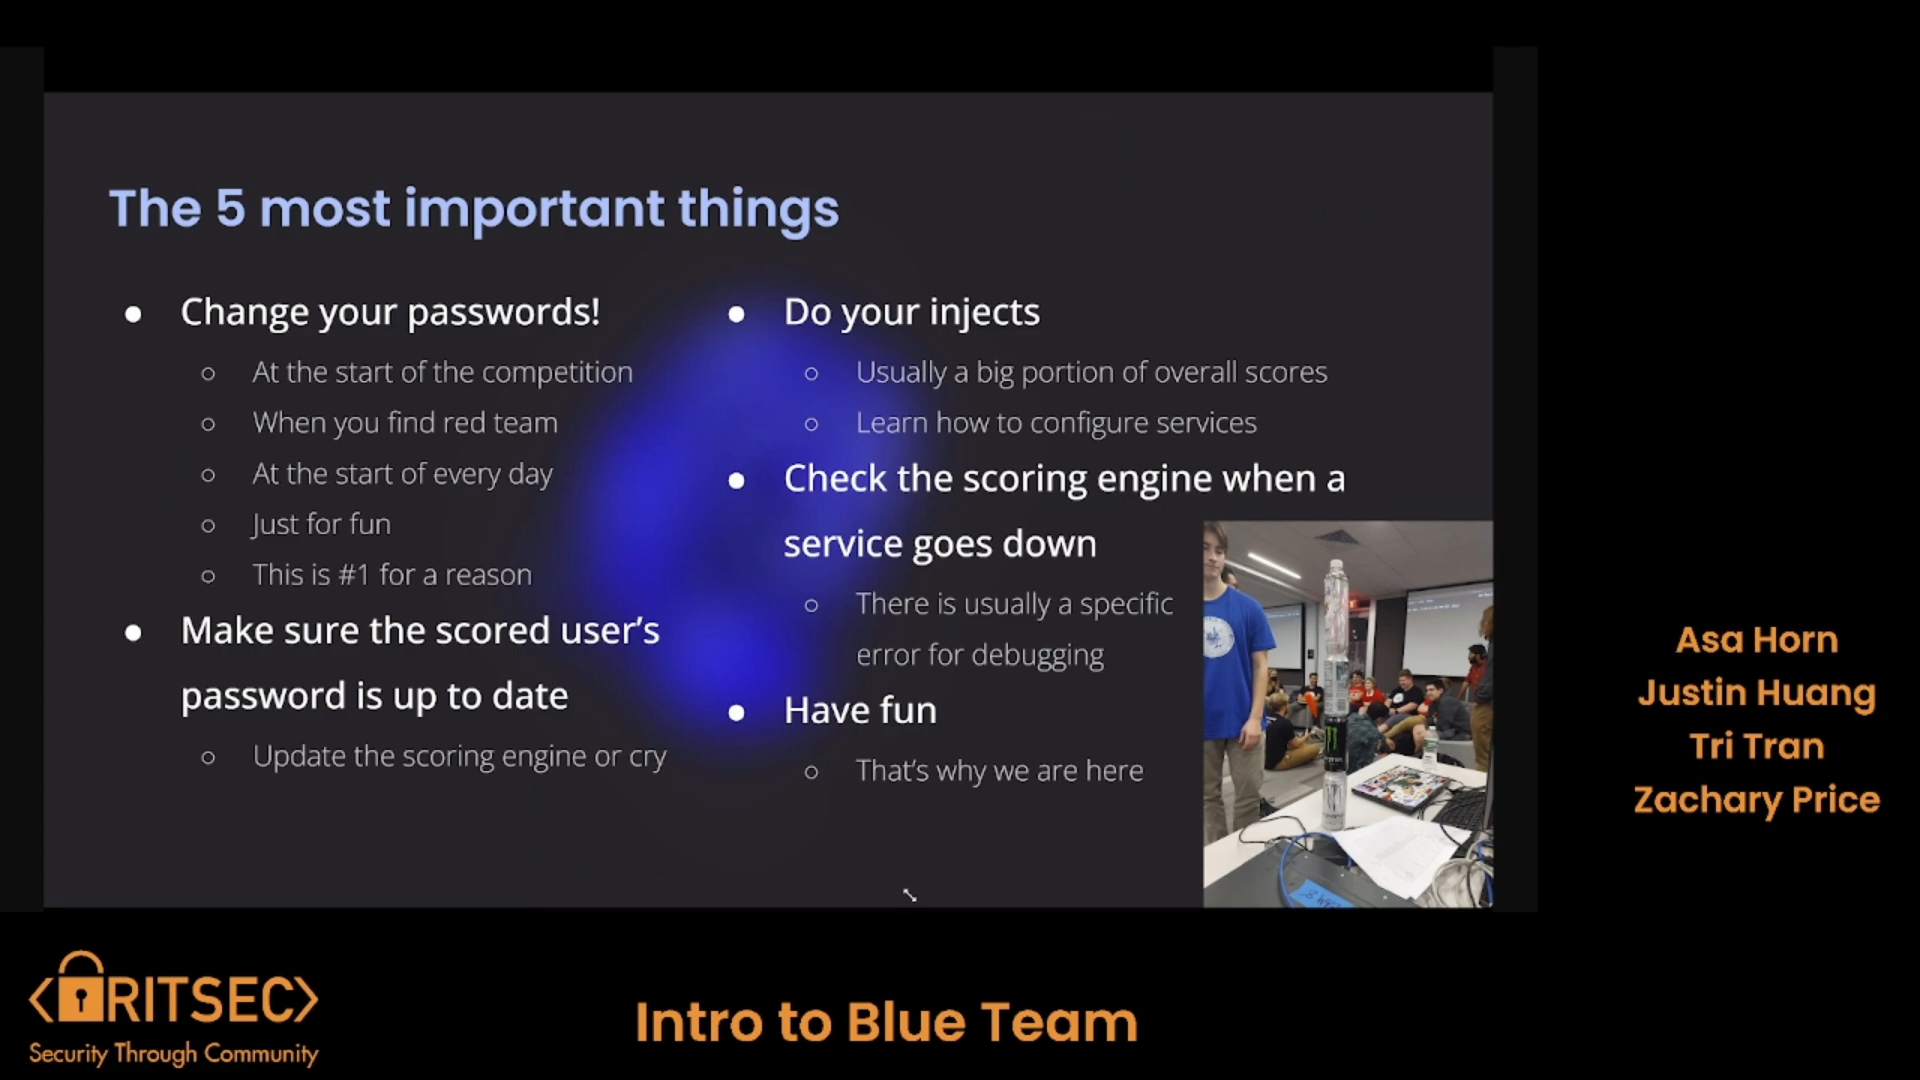 The 5 most important things
Change your passwords!
At the start of the competition
When you find red team
At the start of every day
Just for fun
This is #1 for a reason
Make sure the scored user’s
password is up to date
Update the scoring engine or cry
Do your injects
Usually a big portion of overall scores
Learn how to configure services
Check the scoring engine when a
service goes down
There is usually a specific
error for debugging
Have fun
That’s why we are here
Asa Horn
Justin Huang
Tri Tran
Zachary Price
RITSEC
Security Through Community
Intro to Blue Team